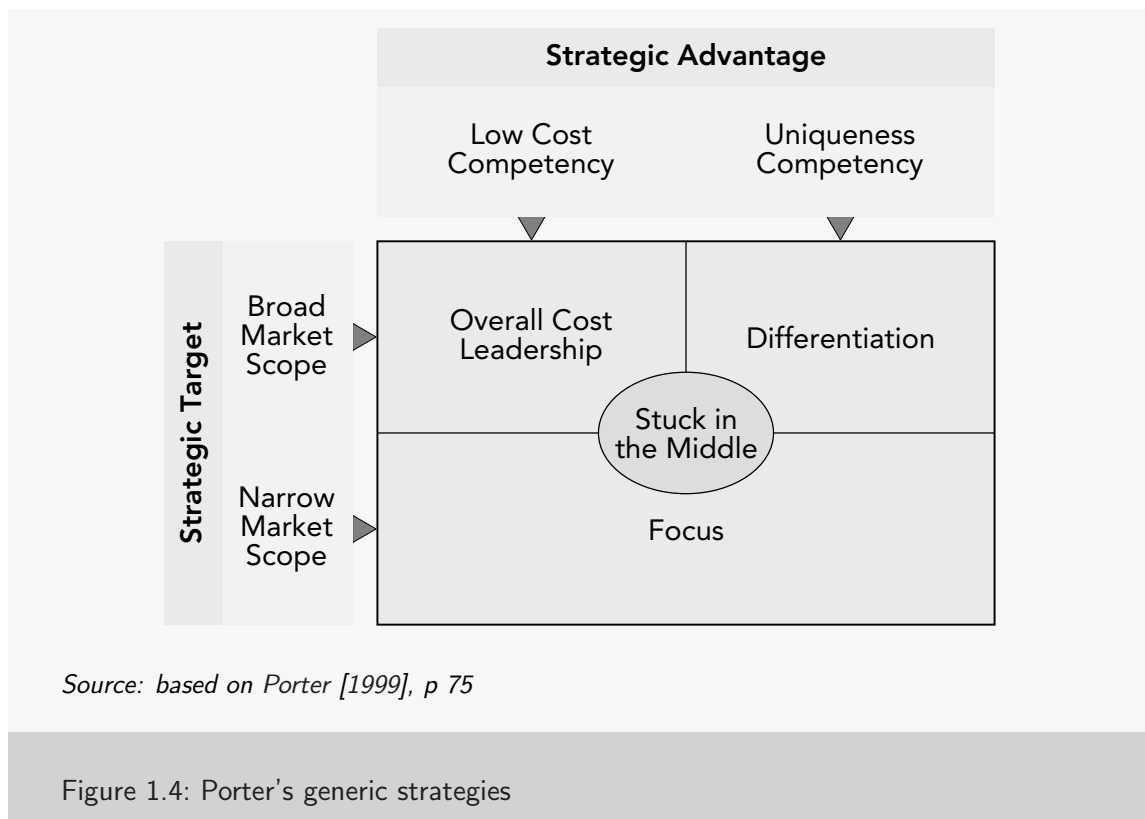 Strategic Advantage
Low Cost
Competency
Uniqueness
Competency
Strategic Target
Broad
Market
Scope
Narrow
Market
Scope
Overall Cost
Leadership
Differentiation
Stuck in
the Middle
Focus
Source: based on Porter [1999], p 75
Figure 1.4: Porter's generic strategies